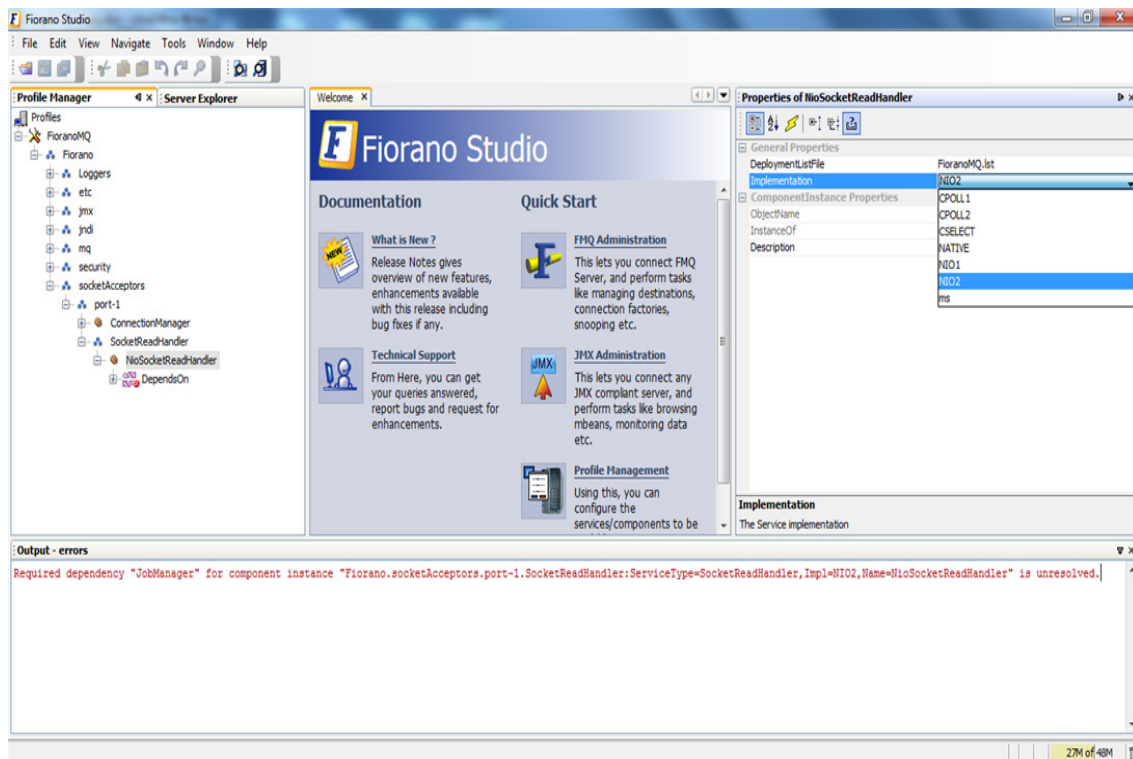 Fiorano Studio
File Edit View Navigate Tools Window Help
Profile Manager
Server Explorer
Profiles
FioranoMQ
Fiorano
Loggers
etc
jmx
jndi
mq
security
socketAcceptors
port-1
ConnectionManager
SocketReadHandler
NioSocketReadHandler
DependsOn
Welcome
Fiorano Studio
Documentation
What is New ?
Release Notes gives
overview of new features,
enhancements available
with this release including
bug fixes if any.
Technical Support
From Here, you can get
your queries answered,
report bugs and request for
enhancements.
Quick Start
FMQ Administration
This lets you connect FMQ
Server, and perform tasks
like managing destinations,
connection factories,
snooping etc.
JMX
JMX Administration
This lets you connect any
JMX compliant server, and
perform tasks like browsing
mbeans, monitoring data
etc.
Profile Management
Using this, you can
configure the
services/components to be
Properties of NioSocketReadHandler
General Properties
DeploymentListFile FioranoMQ.lst
Implementation NIO2
ComponentInstance Properties
ObjectName
InstanceOf
Description
CPOLL1
CPOLL2
CSELECT
NATIVE
NIO1
NIO2
ms
Implementation
The Service implementation
Output - errors
Required dependency "JobManager" for component instance "Fiorano.socketAcceptors.port-1.SocketReadHandler:ServiceType=SocketReadHandler,Impl=NIO2,Name=NioSocketReadHandler" is unresolved.
27M of 48M